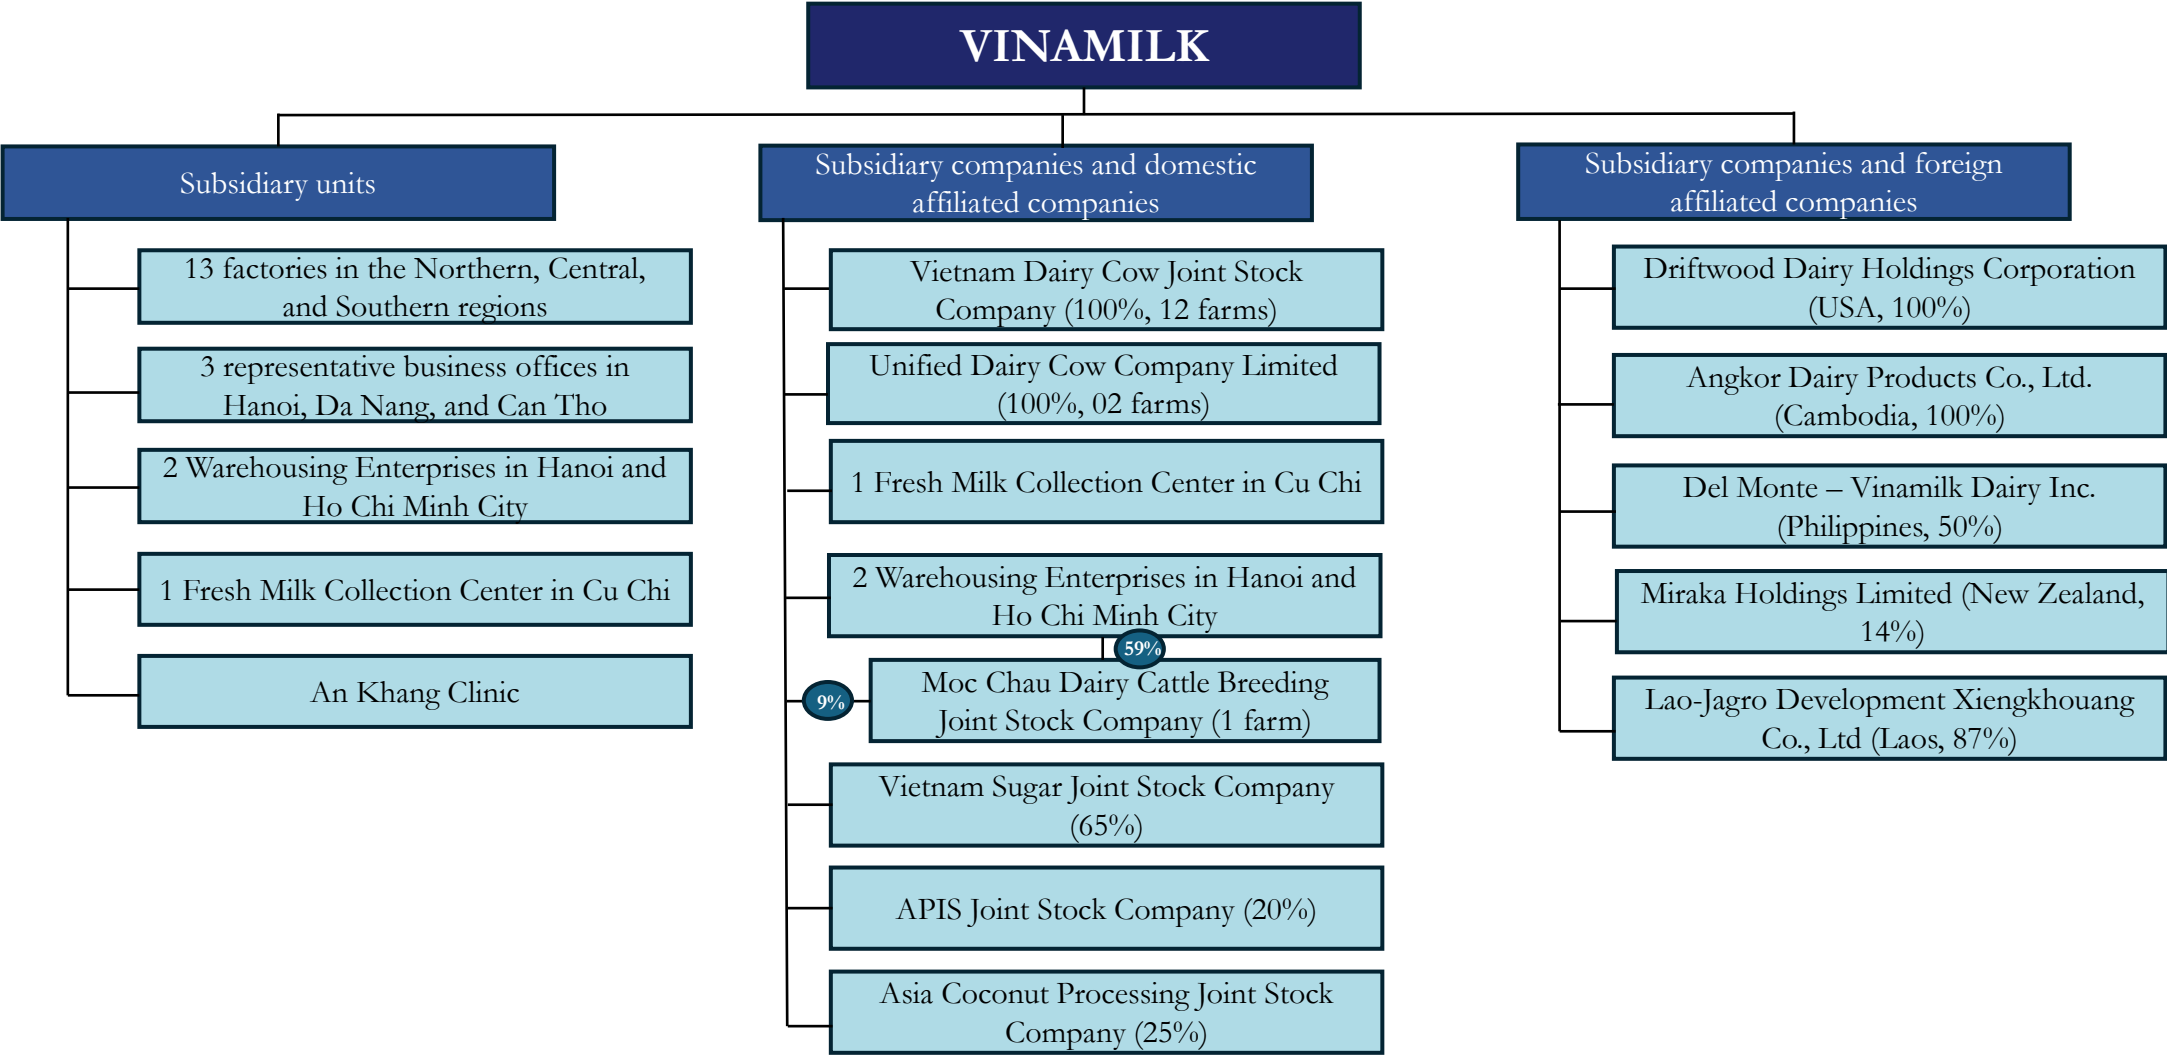 VINAMILK
Subsidiary units
13 factories in the Northern, Central,
and Southern regions
3 representative business offices in
Hanoi, Da Nang, and Can Tho
2 Warehousing Enterprises in Hanoi and
Ho Chi Minh City
1 Fresh Milk Collection Center in Cu Chi
An Khang Clinic
Subsidiary companies and domestic
affiliated companies
Vietnam Dairy Cow Joint Stock
Company (100%, 12 farms)
Unified Dairy Cow Company Limited
(100%, 02 farms)
1 Fresh Milk Collection Center in Cu Chi
2 Warehousing Enterprises in Hanoi and
Ho Chi Minh City
59%
9%
Moc Chau Dairy Cattle Breeding
Joint Stock Company (1 farm)
Vietnam Sugar Joint Stock Company
(65%)
APIS Joint Stock Company (20%)
Asia Coconut Processing Joint Stock
Company (25%)
Subsidiary companies and foreign
affiliated companies
Driftwood Dairy Holdings Corporation
(USA, 100%)
Angkor Dairy Products Co., Ltd.
(Cambodia, 100%)
Del Monte – Vinamilk Dairy Inc.
(Philippines, 50%)
Miraka Holdings Limited (New Zealand,
14%)
Lao-Jagro Development Xiengkhouang
Co., Ltd (Laos, 87%)